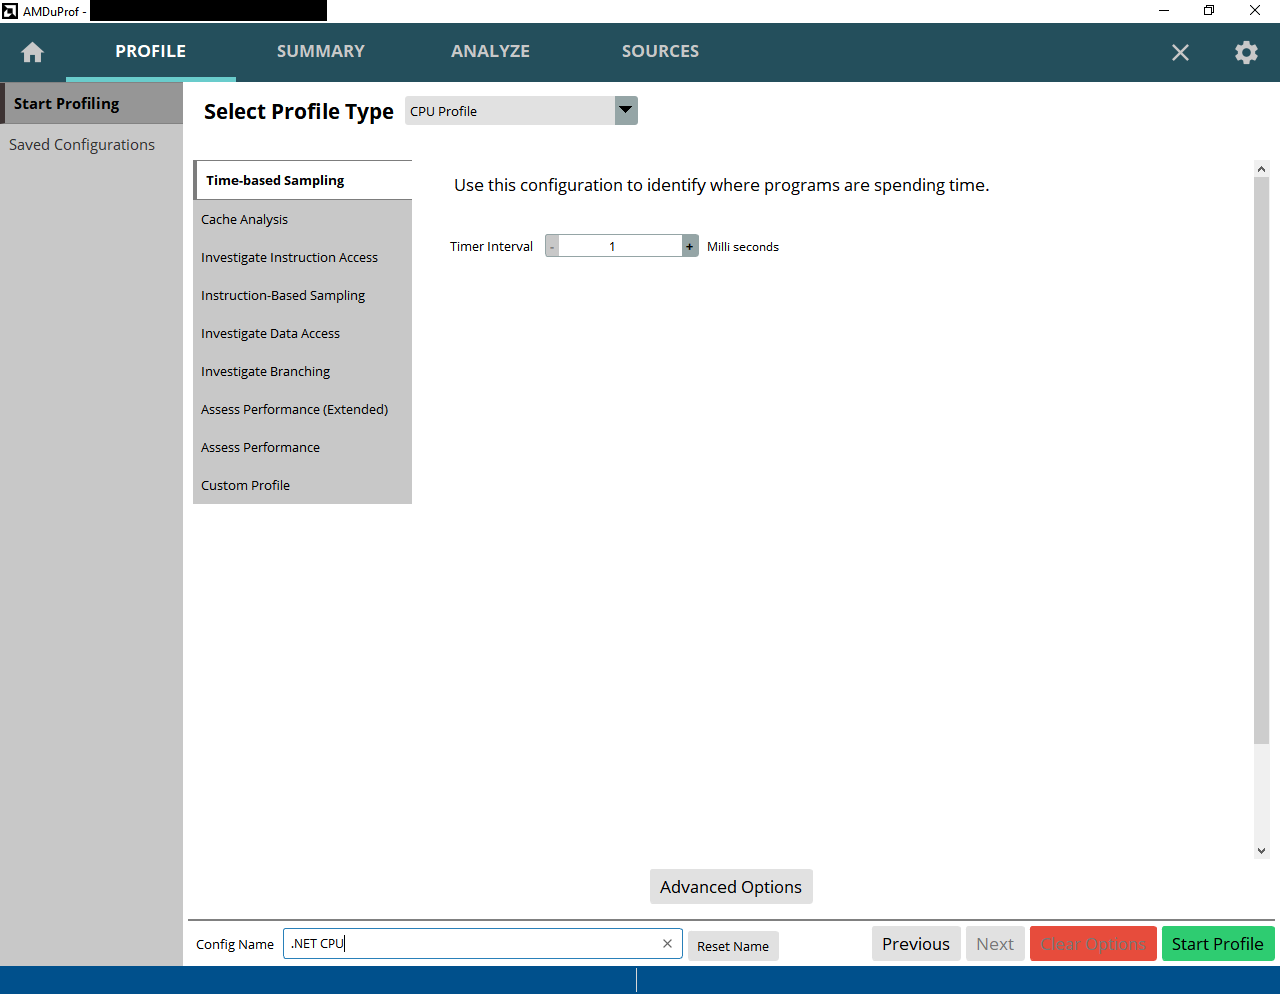 AMDuProf -
PROFILE SUMMARY ANALYZE SOURCES
Start Profiling
Saved Configurations
Select Profile Type CPU Profile
Time-based Sampling
Cache Analysis
Investigate Instruction Access
Instruction-Based Sampling
Investigate Data Access
Investigate Branching
Assess Performance (Extended)
Assess Performance
Custom Profile
Use this configuration to identify where programs are spending time.
Timer Interval - 1 + Milli seconds
Advanced Options
Config Name .NET CPU Reset Name Previous Next Clear Options Start Profile